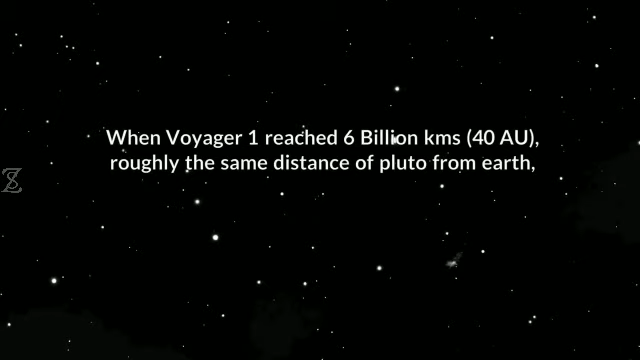 When Voyager 1 reached 6 Billion kms (40 AU),
roughly the same distance of pluto from earth,